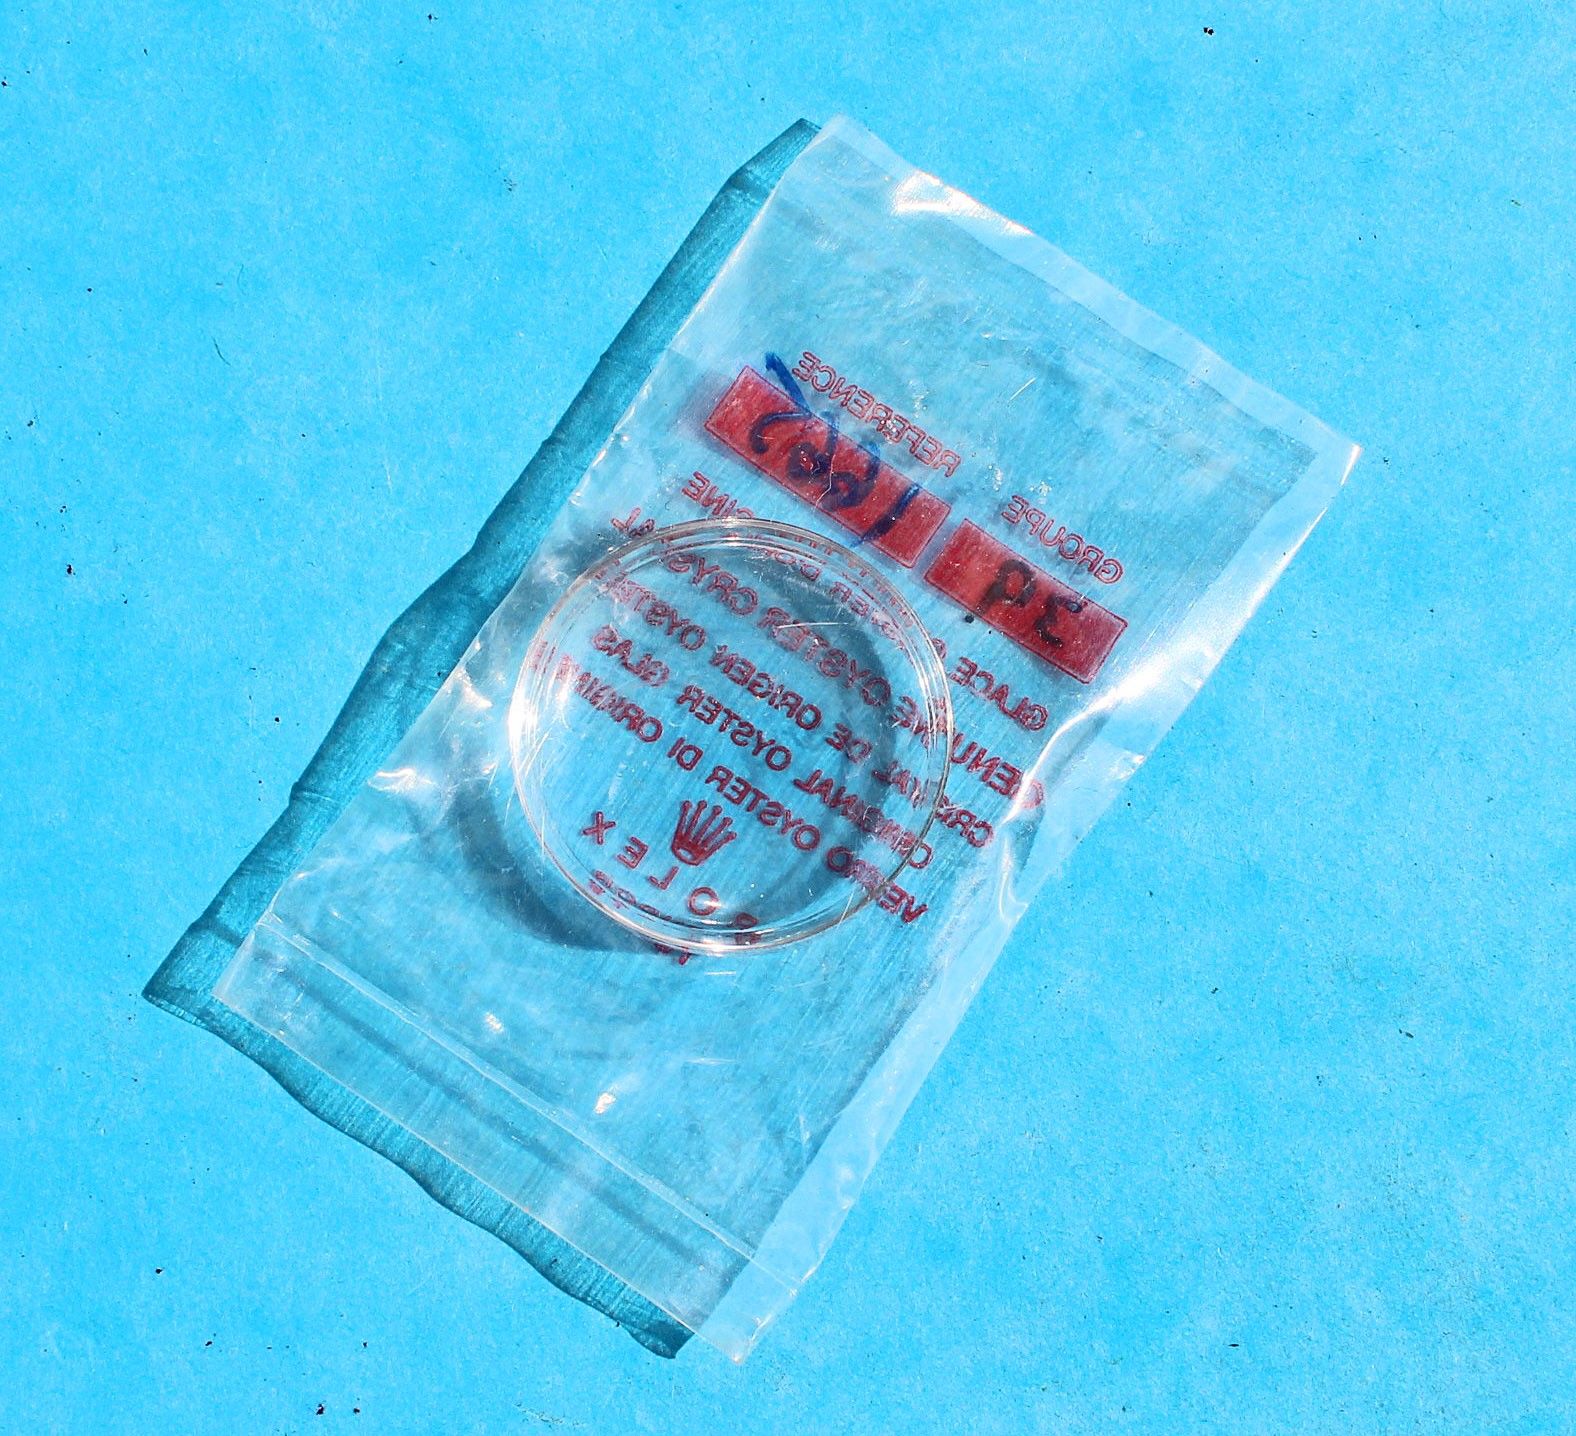 GROUPE REFERENCE
39
GLACE OYSTER D'ORIGINE
GENUINE OYSTER CRYSTAL
CRISTAL DE ORIGEN OYSTER
ORIGINAL OYSTER GLAS
VETRO OYSTER DI ORIGINE
ROLEX